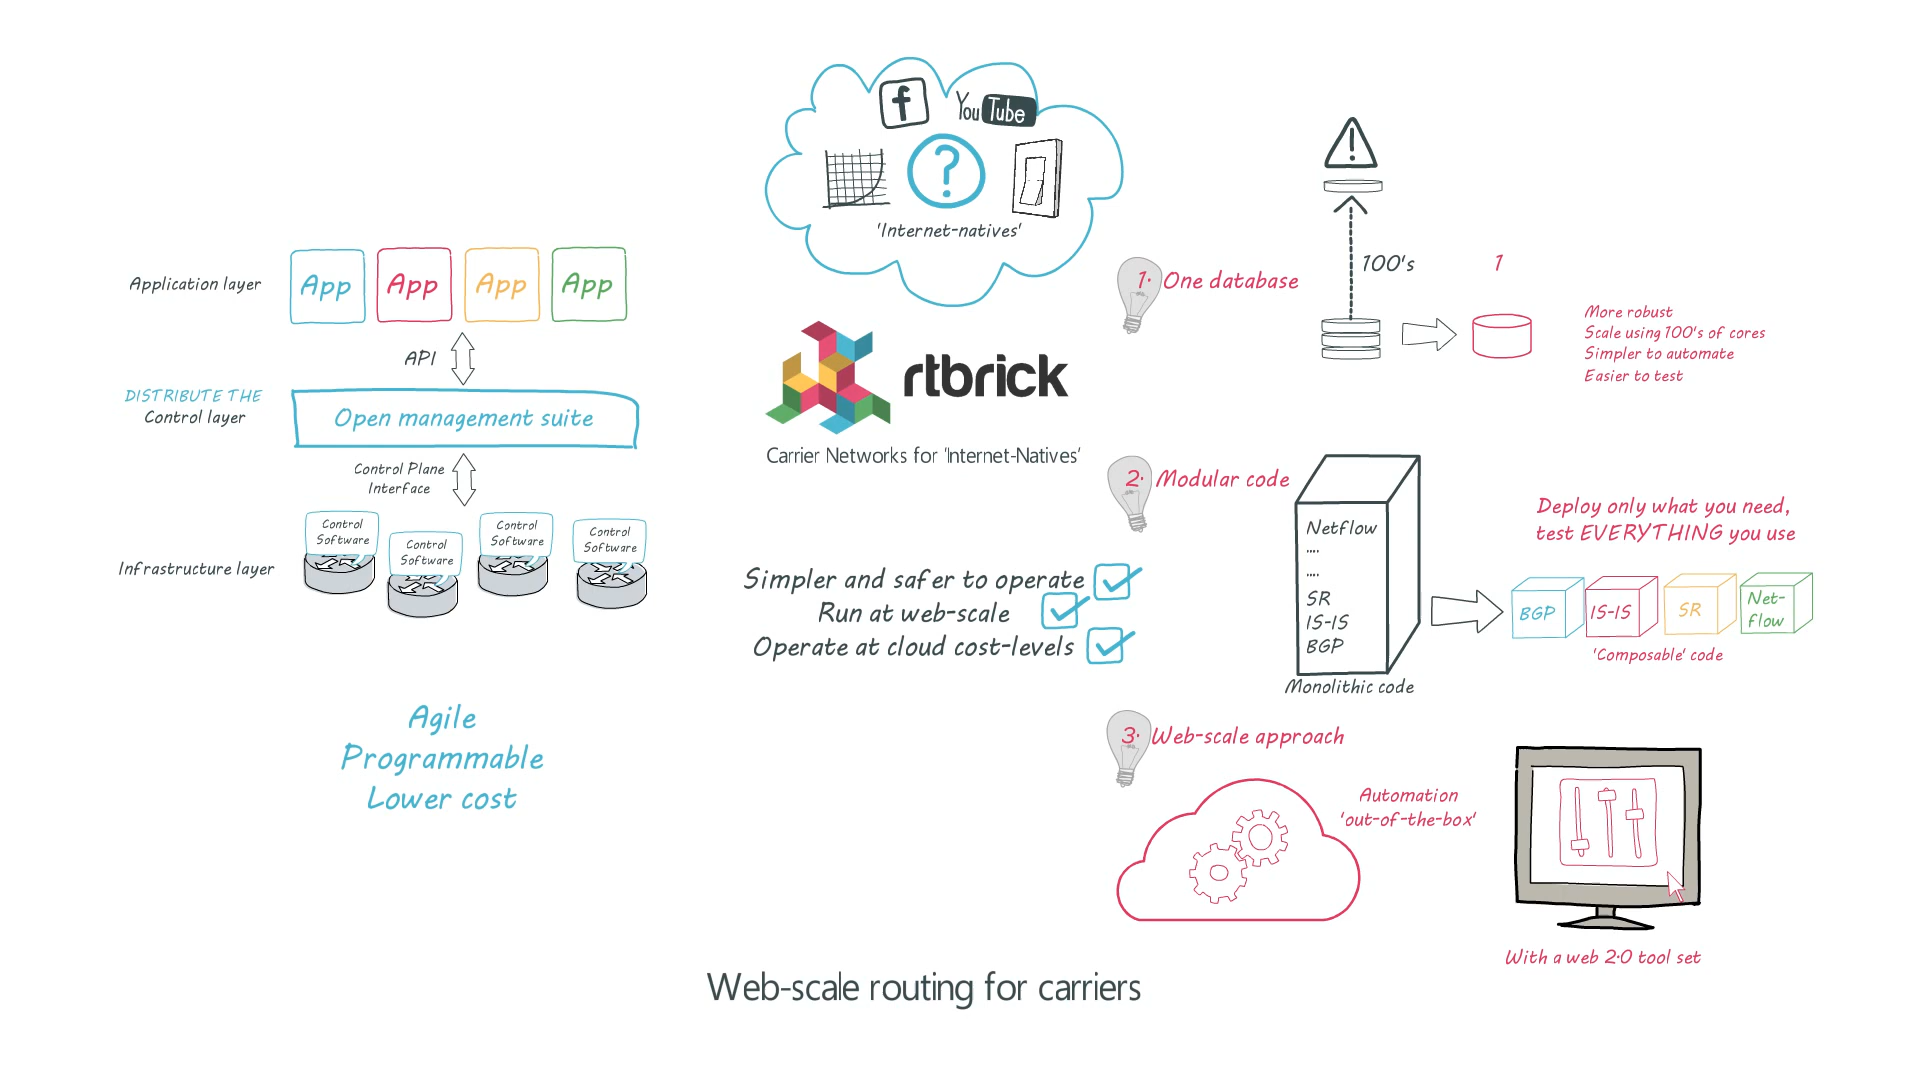 Application layer
App
App
App
App
API
DISTRIBUTE THE
Control layer
Open management suite
Control Plane
Interface
Control
Software
Control
Software
Control
Software
Control
Software
Infrastructure layer
Agile
Programmable
Lower cost
f
You Tube
?
'Internet-natives'
rtbrick
Carrier Networks for 'Internet-Natives'
Simpler and safer to operate
Run at web-scale
Operate at cloud cost-levels
1. One database
!
100's
1
More robust
Scale using 100's of cores
Simpler to automate
Easier to test
2. Modular code
Netflow
....
....
SR
IS-IS
BGP
Monolithic code
Deploy only what you need,
test EVERYTHING you use
BGP
IS-IS
SR
Net-
flow
'Composable' code
3. Web-scale approach
Automation
'out-of-the-box'
With a web 2.0 tool set
Web-scale routing for carriers